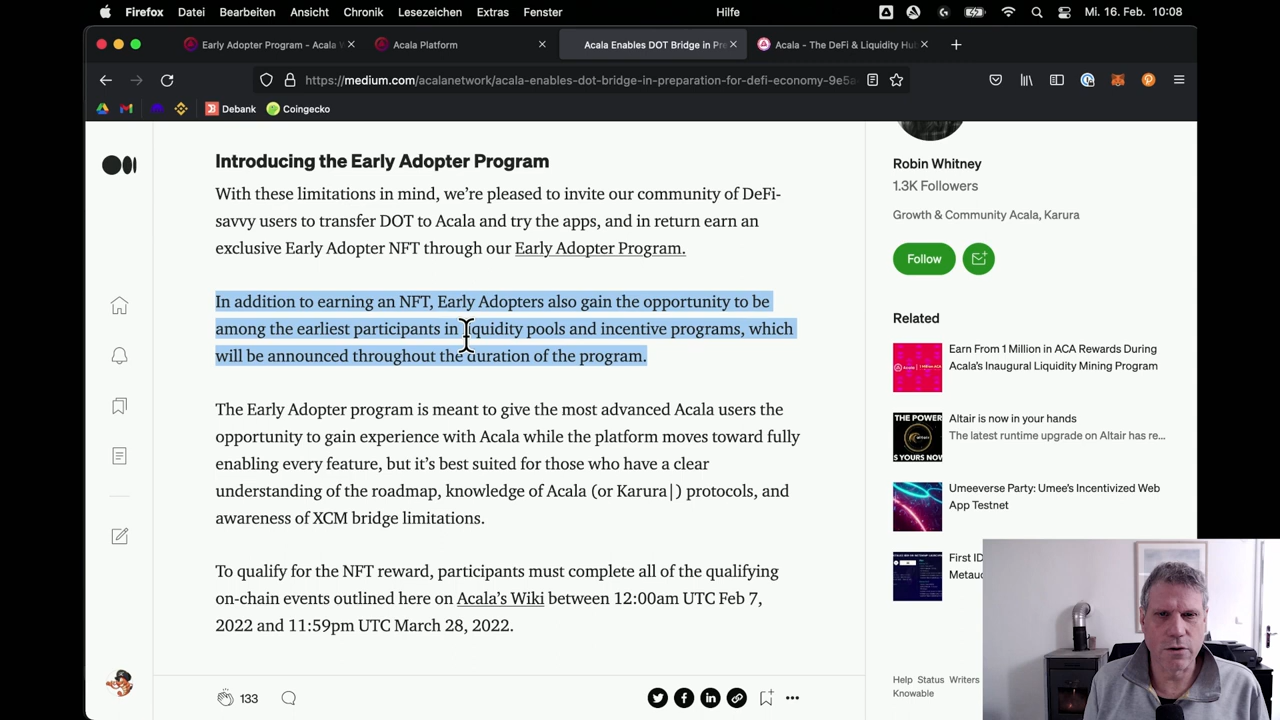 Firefox Datei Bearbeiten Ansicht Chronik Lesezeichen Extras Fenster Hilfe Mi. 16. Feb. 10:08
Early Adopter Program - Acala W
Acala Platform
Acala Enables DOT Bridge in Pre
Acala - The DeFi & Liquidity Hu
https://medium.com/acalanetwork/acala-enables-dot-bridge-in-preparation-for-defi-economy-9e5a
Debank Coingecko
Introducing the Early Adopter Program
With these limitations in mind, we’re pleased to invite our community of DeFi-
savvy users to transfer DOT to Acala and try the apps, and in return earn an
exclusive Early Adopter NFT through our Early Adopter Program.
In addition to earning an NFT, Early Adopters also gain the opportunity to be
among the earliest participants in liquidity pools and incentive programs, which
will be announced throughout the duration of the program.
The Early Adopter program is meant to give the most advanced Acala users the
opportunity to gain experience with Acala while the platform moves toward fully
enabling every feature, but it’s best suited for those who have a clear
understanding of the roadmap, knowledge of Acala (or Karura|) protocols, and
awareness of XCM bridge limitations.
To qualify for the NFT reward, participants must complete all of the qualifying
on-chain events outlined here on Acala’s Wiki between 12:00am UTC Feb 7,
2022 and 11:59pm UTC March 28, 2022.
133
Robin Whitney
1.3K Followers
Growth & Community Acala, Karura
Follow
Related
Earn From 1 Million in ACA Rewards During
Acala’s Inaugural Liquidity Mining Program
THE POWER
IS YOURS NOW
Altair is now in your hands
The latest runtime upgrade on Altair has re...
Umeeverse Party: Umee’s Incentivized Web
App Testnet
First ID
Metaud
Help Status Writers
Knowable